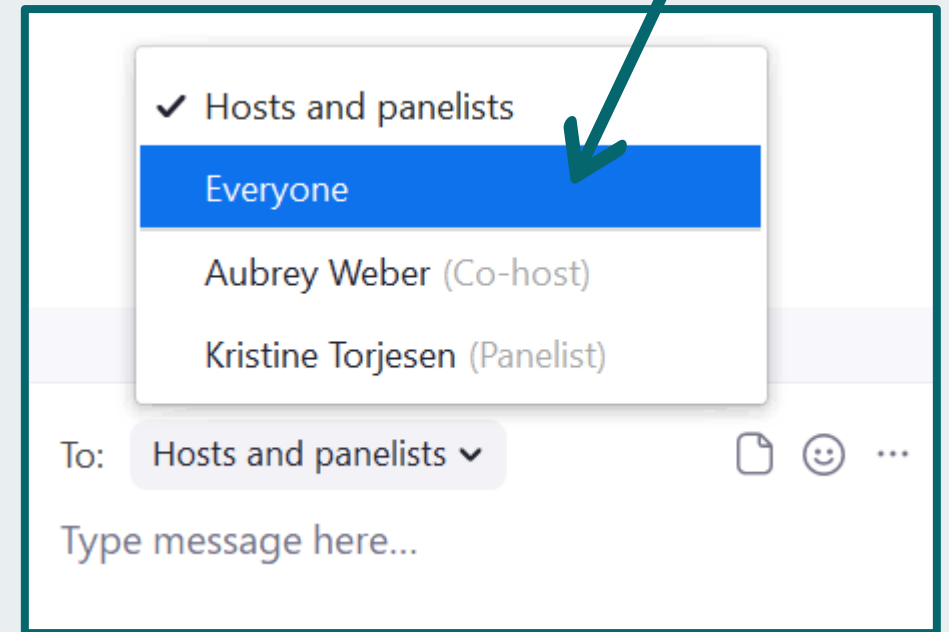 Hosts and panelists
Everyone
Aubrey Weber (Co-host)
Kristine Torjesen (Panelist)
To: Hosts and panelists
Type message here...